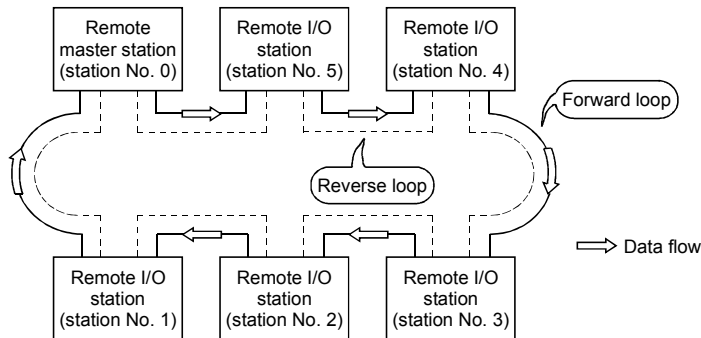 Remote
master station
(station No. 0)
Remote I/O
station
(station No. 5)
Remote I/O
station
(station No. 4)
Forward loop
Reverse loop
Data flow
Remote I/O
station
(station No. 1)
Remote I/O
station
(station No. 2)
Remote I/O
station
(station No. 3)